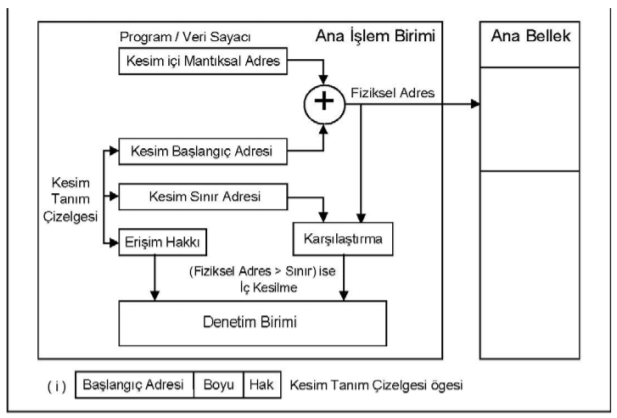 Program / Veri Sayacı
Ana İşlem Birimi
Ana Bellek
Kesim içi Mantıksal Adres
+
Fiziksel Adres
Kesim Başlangıç Adresi
Kesim
Tanım
Çizelgesi
Kesim Sınır Adresi
Erişim Hakkı
Karşılaştırma
(Fiziksel Adres > Sınır) ise
İç Kesilme
Denetim Birimi
( i ) Başlangıç Adresi Boyu Hak Kesim Tanım Çizelgesi ögesi